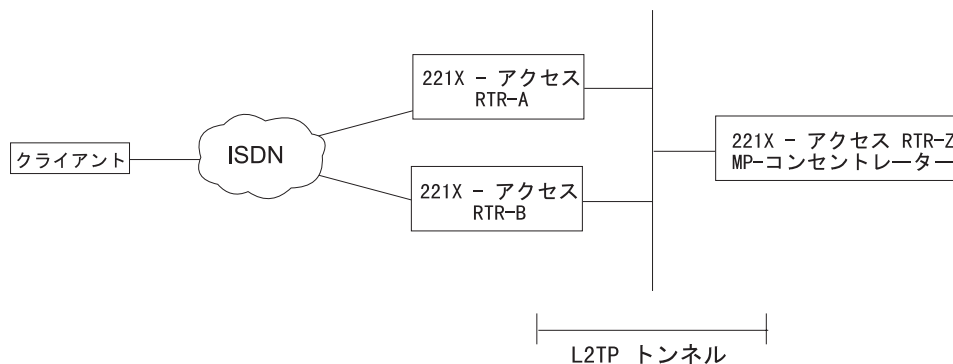 クライアント
ISDN
221X - アクセス
RTR-A
221X - アクセス
RTR-B
221X - アクセス RTR-Z
MP-コンセントレーター
L2TP トンネル